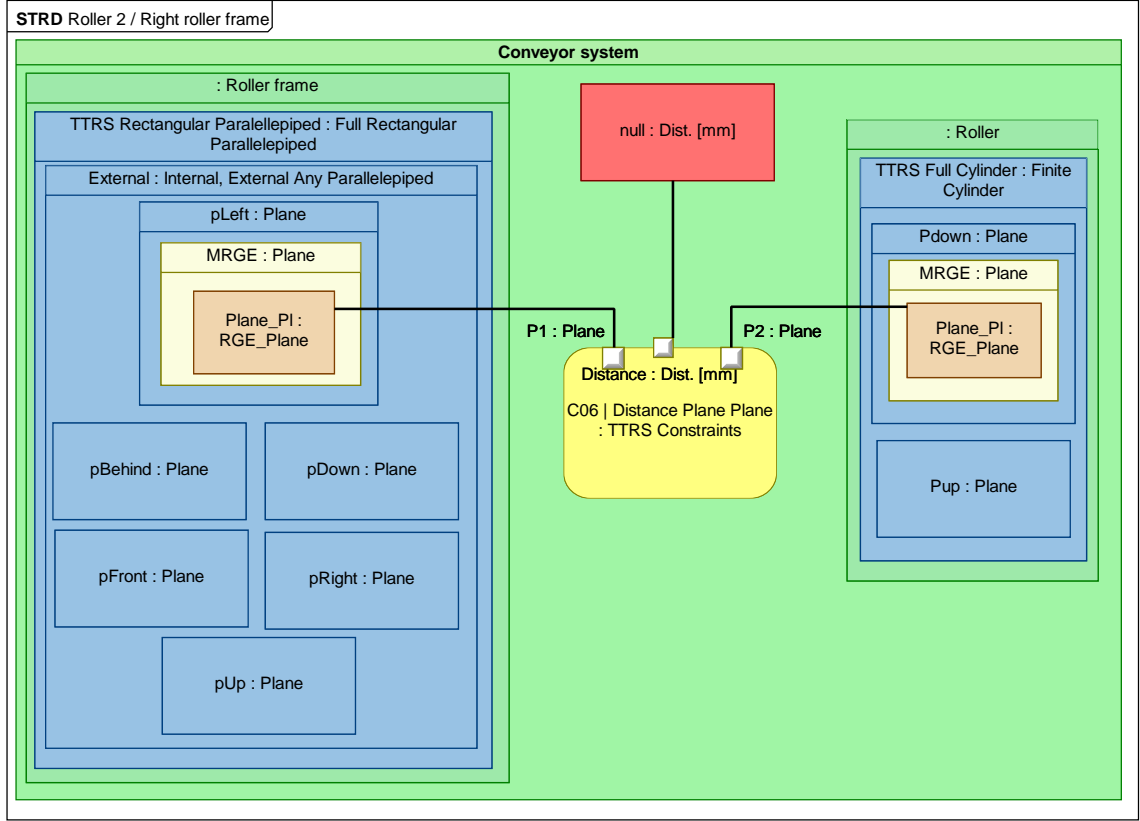 STRD Roller 2 / Right roller frame
Conveyor system
: Roller frame
TTRS Rectangular Paralellepiped : Full Rectangular
Parallelepiped
External : Internal, External Any Parallelepiped
pLeft : Plane
MRGE : Plane
Plane_Pl :
RGE_Plane
pBehind : Plane
pDown : Plane
pFront : Plane
pRight : Plane
pUp : Plane
null : Dist. [mm]
P1 : Plane
P2 : Plane
Distance : Dist. [mm]
C06 | Distance Plane Plane
: TTRS Constraints
: Roller
TTRS Full Cylinder : Finite
Cylinder
Pdown : Plane
MRGE : Plane
Plane_Pl :
RGE_Plane
Pup : Plane